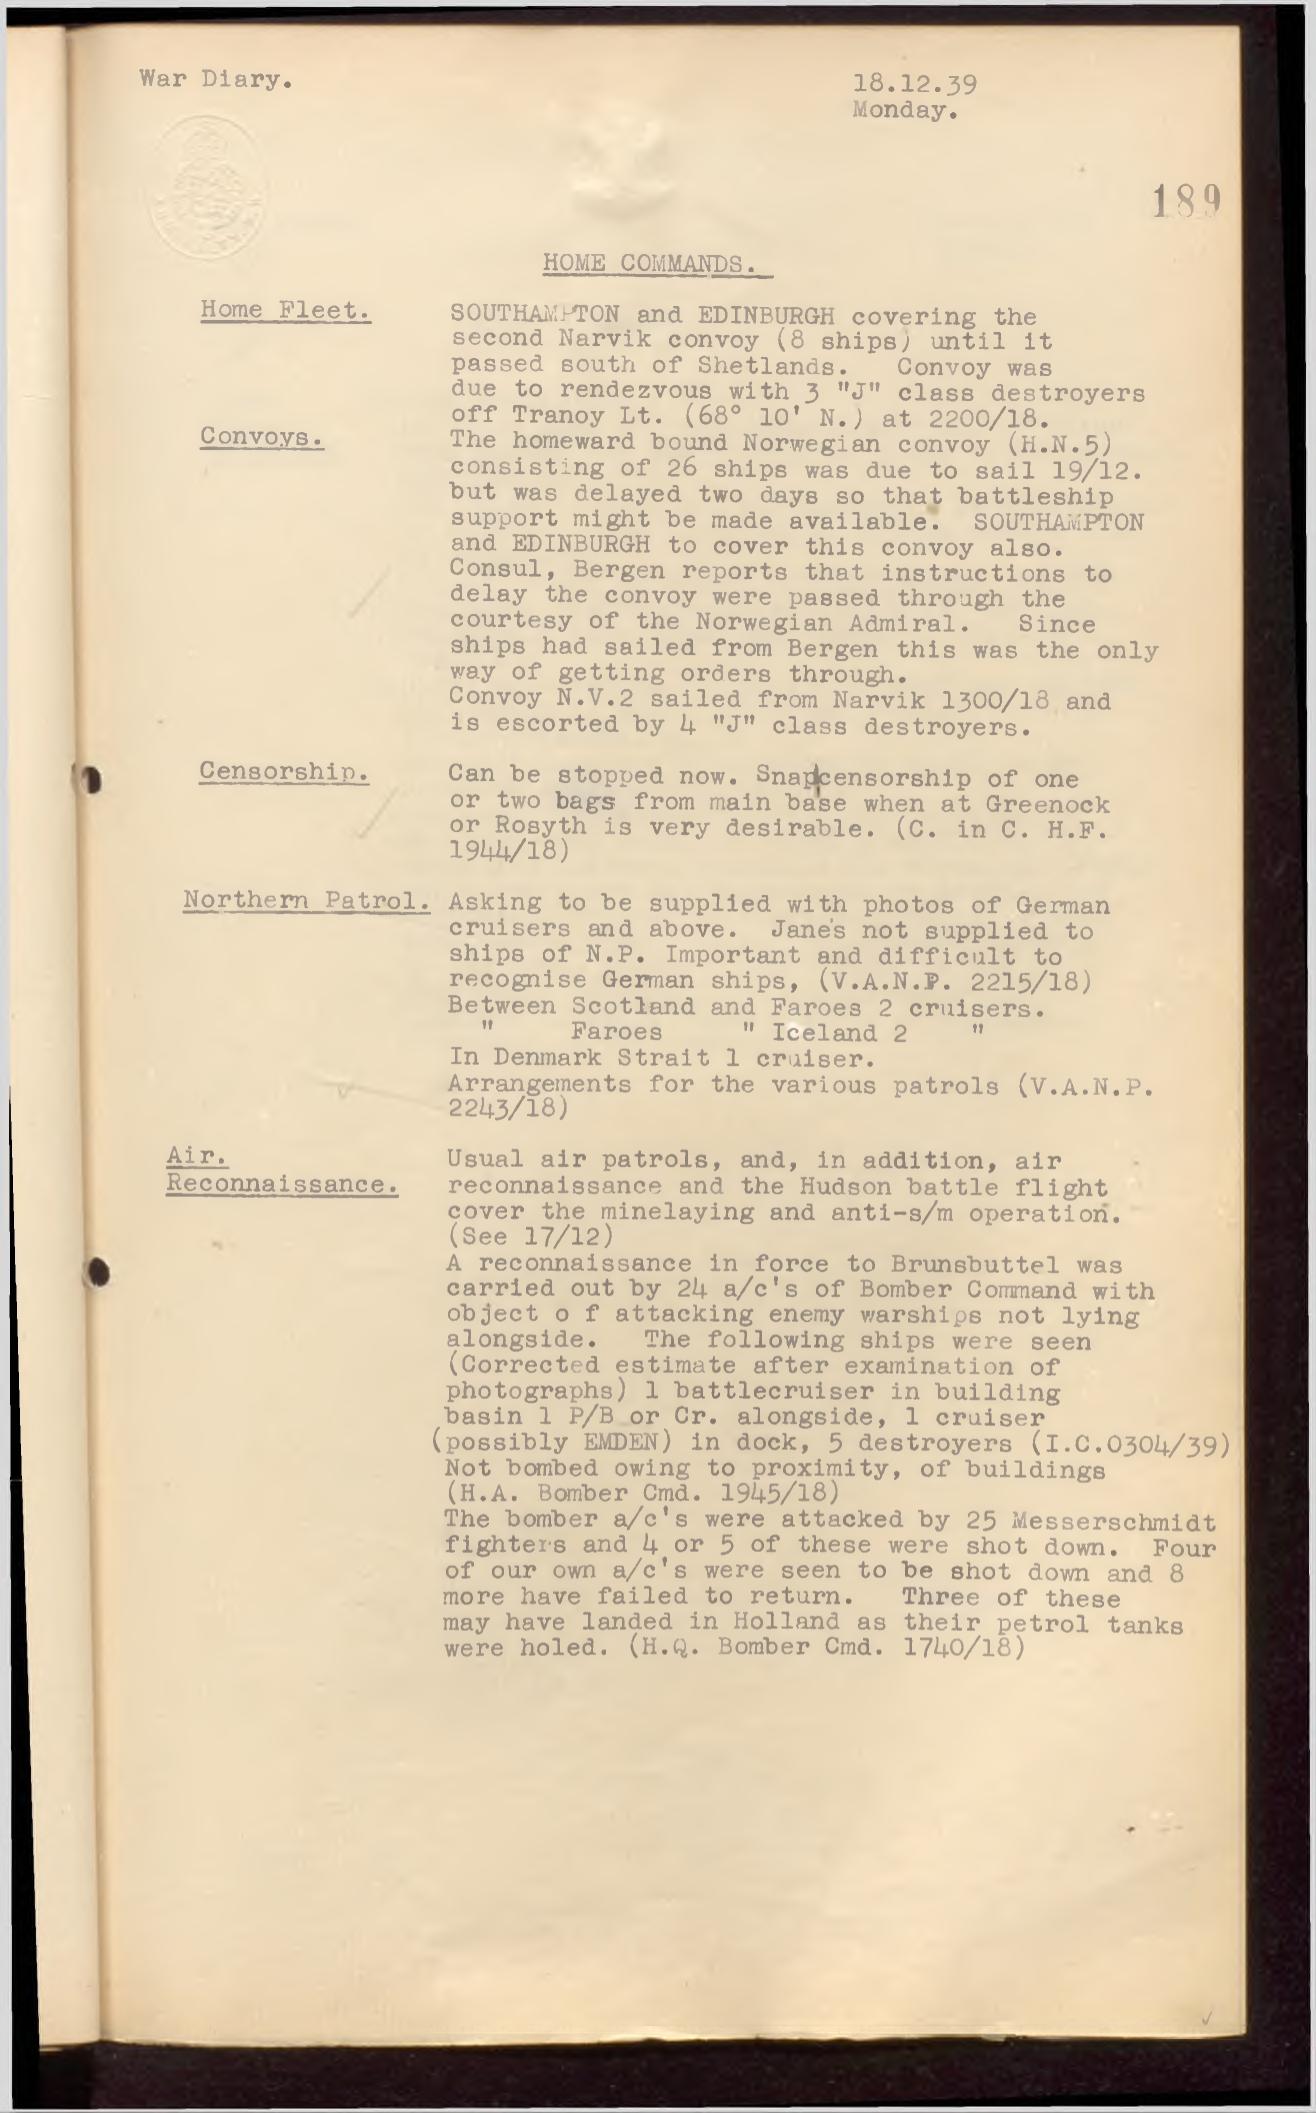 War Diary.
18.12.39
Monday.
189
HOME COMMANDS.
Home Fleet. SOUTHAMPTON and EDINBURGH covering the
second Narvik convoy (8 ships) until it
passed south of Shetlands. Convoy was
due to rendezvous with 3 "J" class destroyers
off Tranoy Lt. (68° 10' N.) at 2200/18.
Convoys. The homeward bound Norwegian convoy (H.N.5)
consisting of 26 ships was due to sail 19/12.
but was delayed two days so that battleship
support might be made available. SOUTHAMPTON
and EDINBURGH to cover this convoy also.
Consul, Bergen reports that instructions to
delay the convoy were passed through the
courtesy of the Norwegian Admiral. Since
ships had sailed from Bergen this was the only
way of getting orders through.
Convoy N.V.2 sailed from Narvik 1300/18 and
is escorted by 4 "J" class destroyers.
Censorship. Can be stopped now. Snap|censorship of one
or two bags from main base when at Greenock
or Rosyth is very desirable. (C. in C. H.F.
1944/18)
Northern Patrol. Asking to be supplied with photos of German
cruisers and above. Jane's not supplied to
ships of N.P. Important and difficult to
recognise German ships, (V.A.N.P. 2215/18)
Between Scotland and Faroes 2 cruisers.
" Faroes " Iceland 2 "
In Denmark Strait 1 cruiser.
Arrangements for the various patrols (V.A.N.P.
2243/18)
Air. Usual air patrols, and, in addition, air
Reconnaissance. reconnaissance and the Hudson battle flight
cover the minelaying and anti-s/m operation.
(See 17/12)
A reconnaissance in force to Brunsbuttel was
carried out by 24 a/c's of Bomber Command with
object o f attacking enemy warships not lying
alongside. The following ships were seen
(Corrected estimate after examination of
photographs) 1 battlecruiser in building
basin 1 P/B or Cr. alongside, 1 cruiser
(possibly EMDEN) in dock, 5 destroyers (I.C.0304/39)
Not bombed owing to proximity, of buildings
(H.A. Bomber Cmd. 1945/18)
The bomber a/c's were attacked by 25 Messerschmidt
fighters and 4 or 5 of these were shot down. Four
of our own a/c's were seen to be shot down and 8
more have failed to return. Three of these
may have landed in Holland as their petrol tanks
were holed. (H.Q. Bomber Cmd. 1740/18)